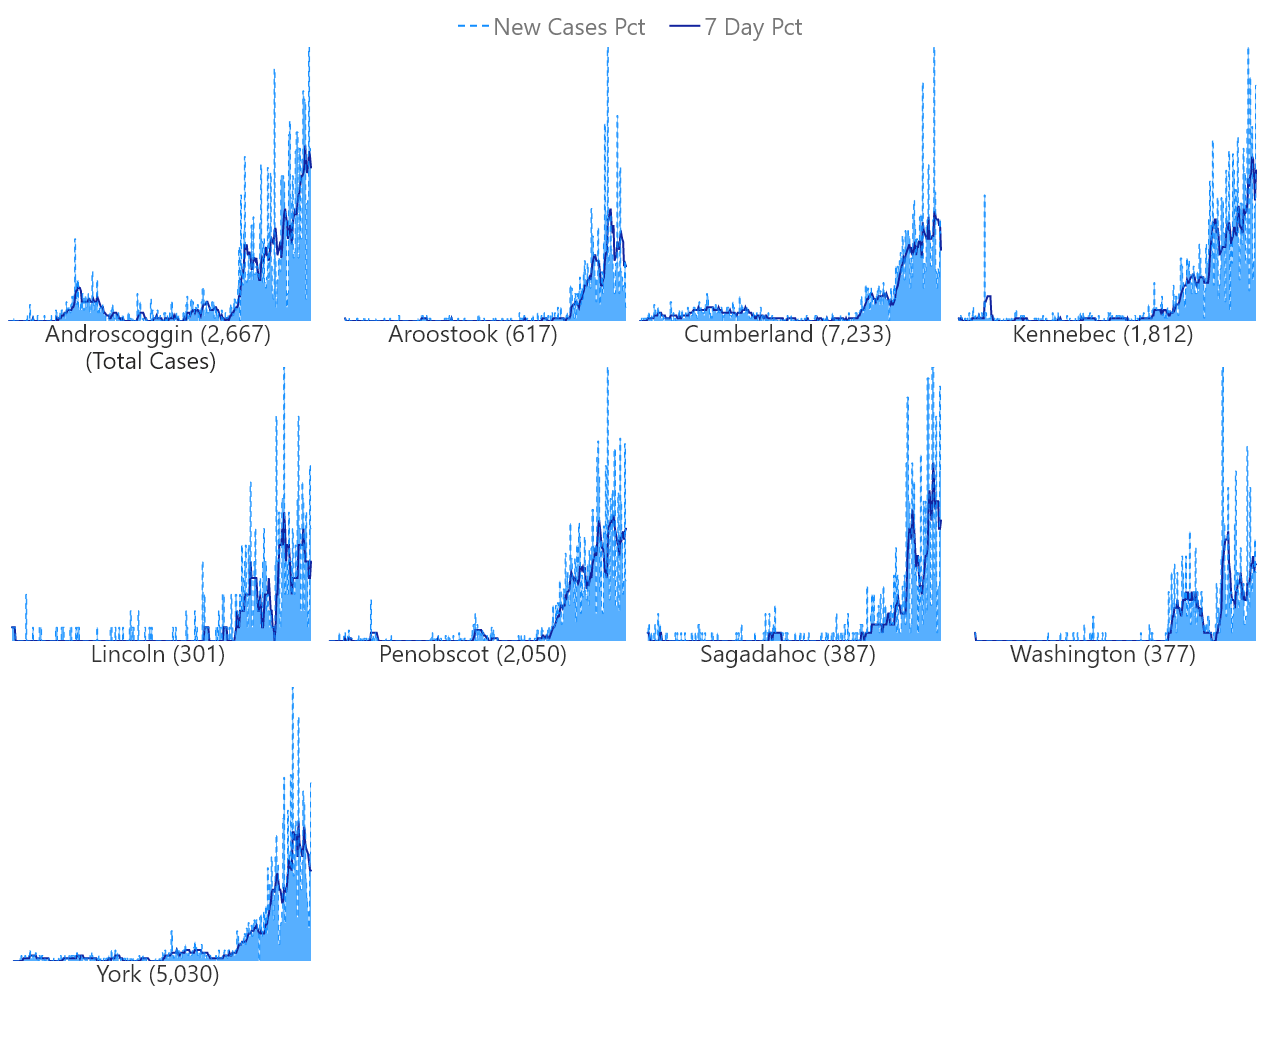 New Cases Pct 7 Day Pct
Androscoggin (2,667)
(Total Cases)
Aroostook (617)
Cumberland (7,233)
Kennebec (1,812)
Lincoln (301)
Penobscot (2,050)
Sagadahoc (387)
Washington (377)
York (5,030)